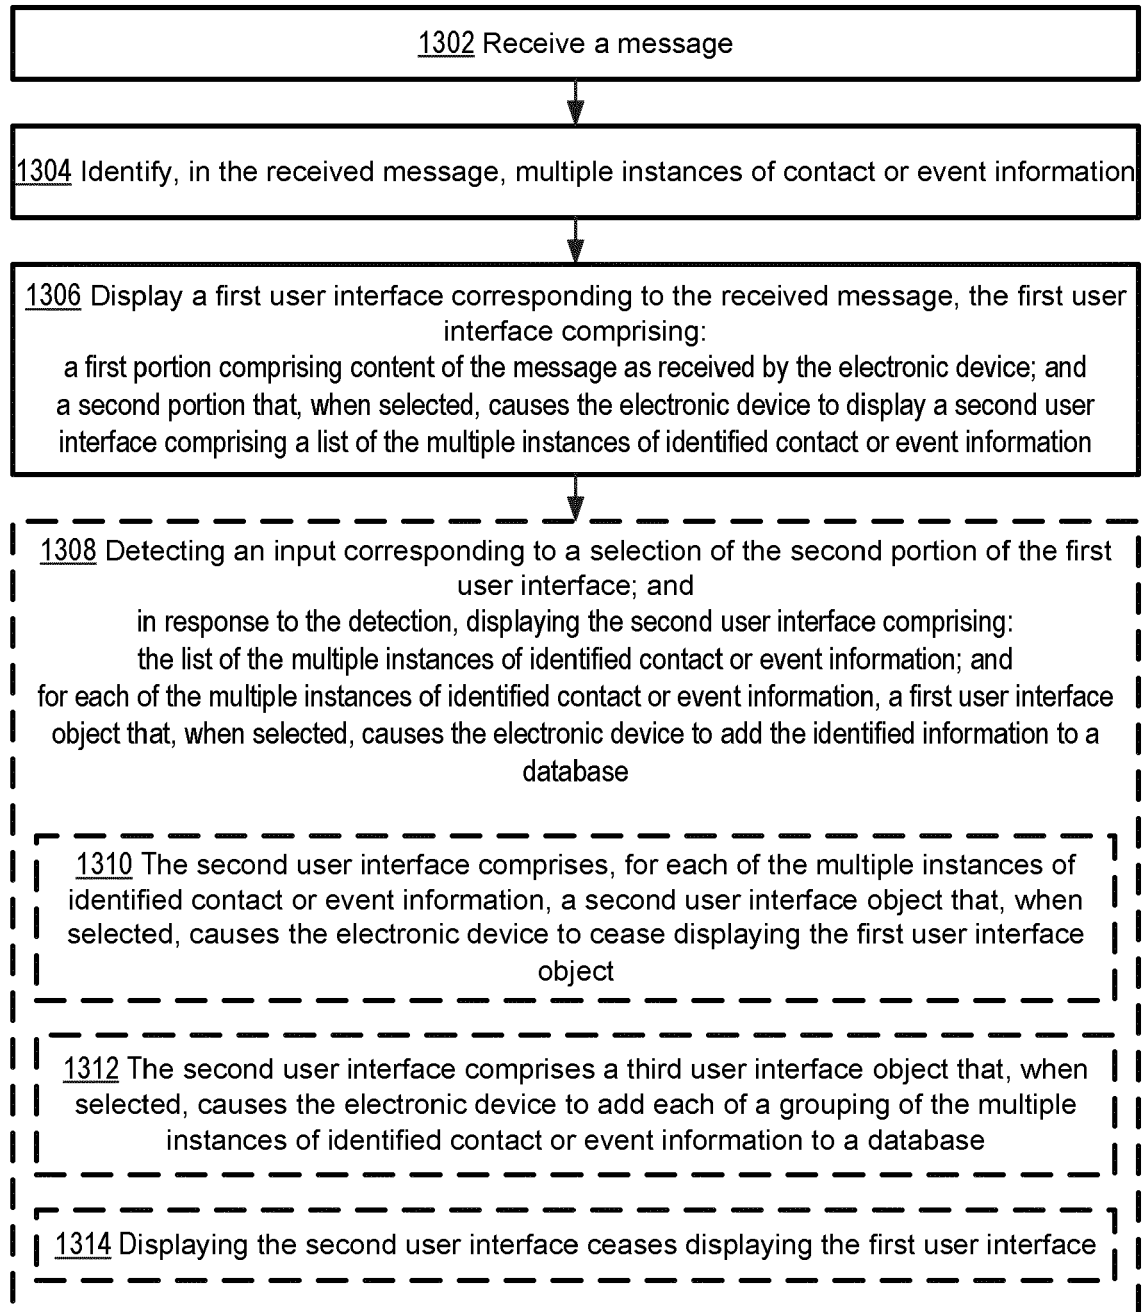 1302 Receive a message
1304 Identify, in the received message, multiple instances of contact or event information
1306 Display a first user interface corresponding to the received message, the first user
interface comprising:
a first portion comprising content of the message as received by the electronic device; and
a second portion that, when selected, causes the electronic device to display a second user
interface comprising a list of the multiple instances of identified contact or event information
1308 Detecting an input corresponding to a selection of the second portion of the first
user interface; and
in response to the detection, displaying the second user interface comprising:
the list of the multiple instances of identified contact or event information; and
for each of the multiple instances of identified contact or event information, a first user interface
object that, when selected, causes the electronic device to add the identified information to a
database
1310 The second user interface comprises, for each of the multiple instances of
identified contact or event information, a second user interface object that, when
selected, causes the electronic device to cease displaying the first user interface
object
1312 The second user interface comprises a third user interface object that, when
selected, causes the electronic device to add each of a grouping of the multiple
instances of identified contact or event information to a database
1314 Displaying the second user interface ceases displaying the first user interface